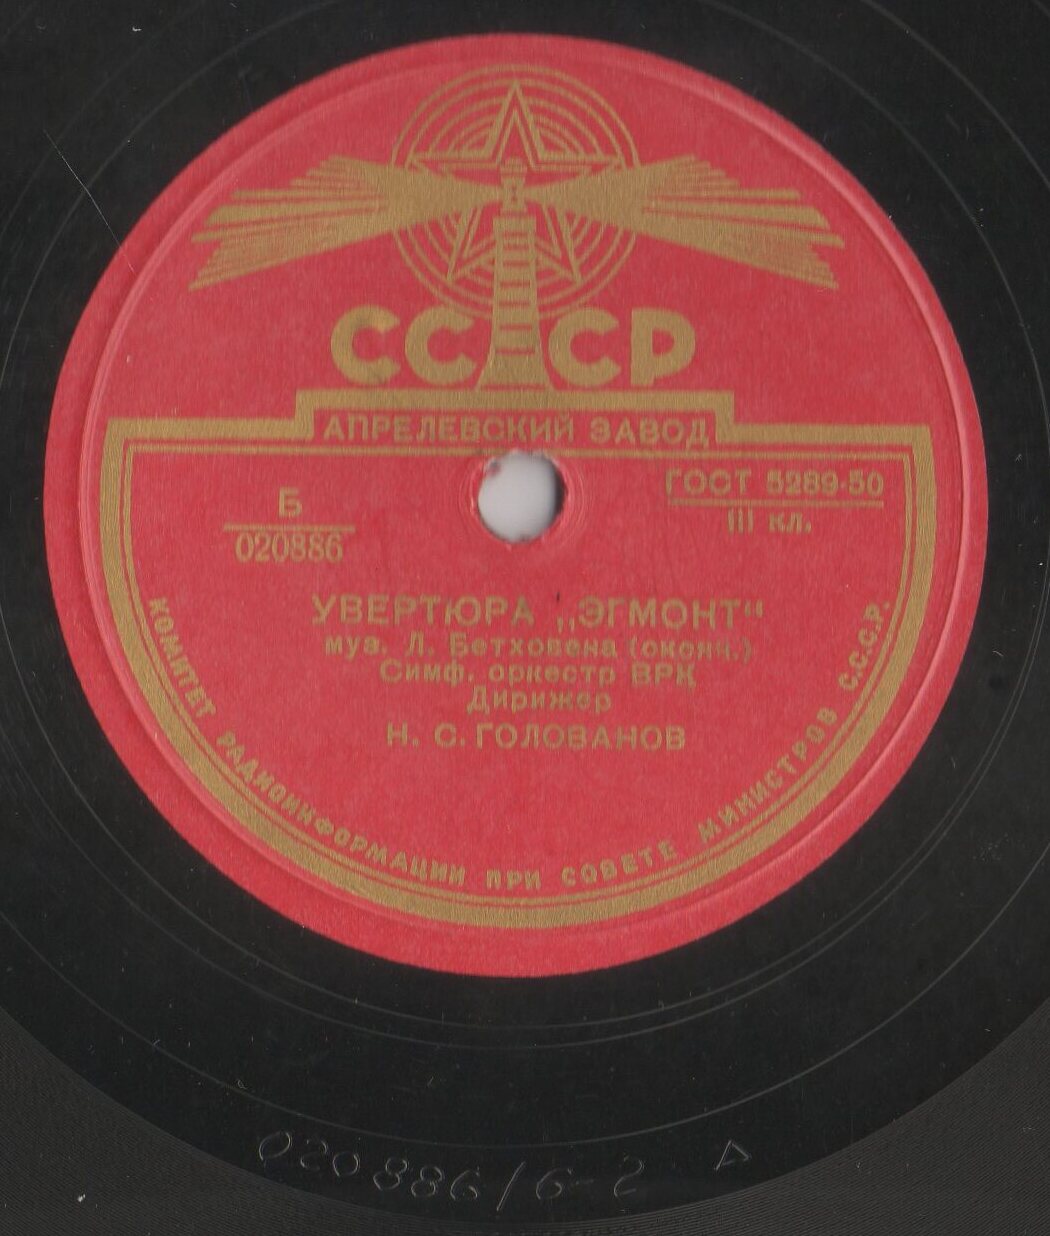 СССР
АПРЕЛЕВСКИЙ ЗАВОД
Б
020886
ГОСТ 5289-50
III кл.
УВЕРТЮРА „ЭГМОНТ“
муз. Л. Бетховена (оконч.)
Симф. оркестр ВРК
Дирижер
Н. С. ГОЛОВАНОВ
КОМИТЕТ РАДИОИНФОРМАЦИИ ПРИ СОВЕТЕ МИНИСТРОВ С.С.С.Р.
020886/6-2 Δ